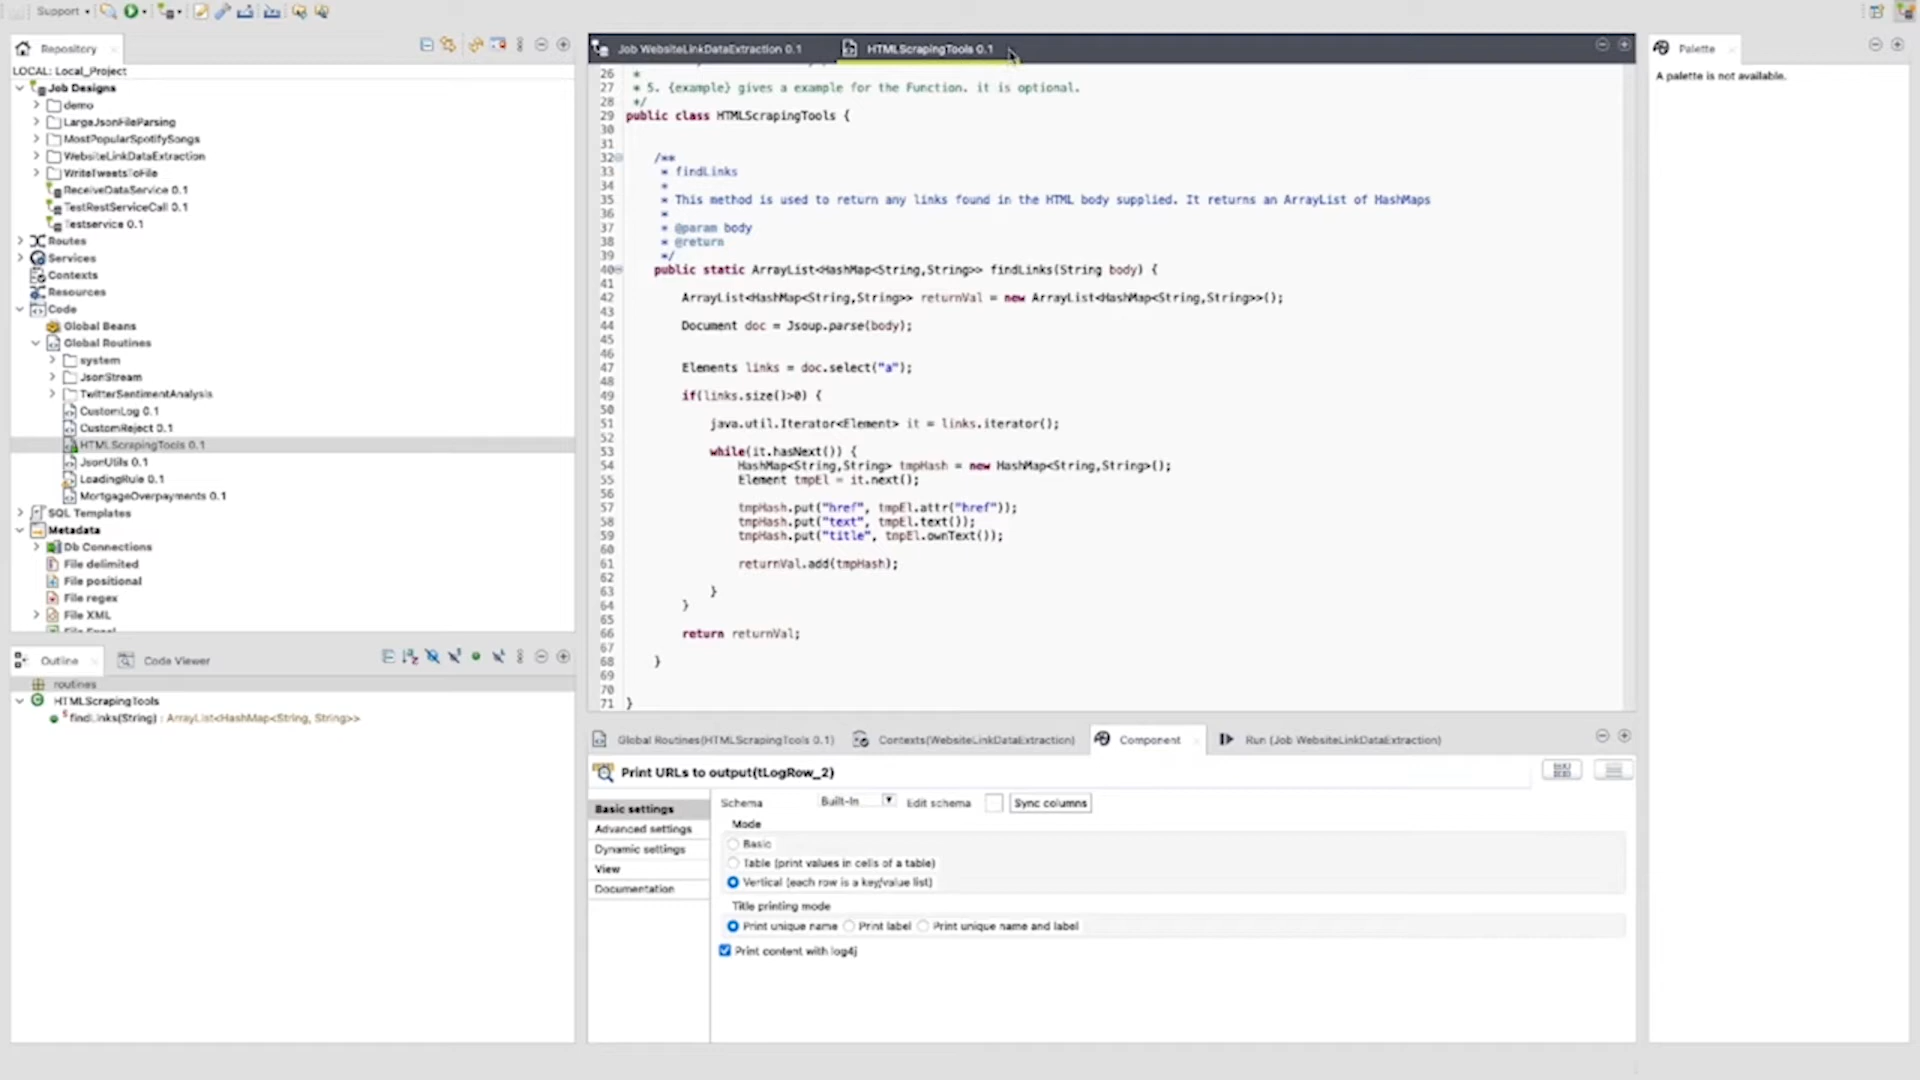 Support
Repository
LOCAL: Local_Project
Job Designs
demo
LargeJsonFileParsing
MostPopularSpotifySongs
WebsiteLinkDataExtraction
WriteTweetsToFile
ReceiveDataService 0.1
TestRestServiceCall 0.1
Testservice 0.1
Routes
Services
Contexts
Resources
Code
Global Beans
Global Routines
system
JsonStream
TwitterSentimentAnalysis
CustomLog 0.1
CustomReject 0.1
HTMLScrapingTools 0.1
JsonUtils 0.1
LoadingRule 0.1
MortgageOverpayments 0.1
SQL Templates
Metadata
Db Connections
File delimited
File positional
File regex
File XML
File Excel
Outline
Code Viewer
routines
HTMLScrapingTools
findLinks(String) : ArrayList<HashMap<String, String>>
Job WebsiteLinkDataExtraction 0.1
HTMLScrapingTools 0.1
26 *
27 * 5. {example} gives a example for the Function. it is optional.
28 */
29 public class HTMLScrapingTools {
30
31
32 /**
33 * findLinks
34 *
35 * This method is used to return any links found in the HTML body supplied. It returns an ArrayList of HashMaps
36 *
37 * @param body
38 * @return
39 */
40 public static ArrayList<HashMap<String,String>> findLinks(String body) {
41
42 ArrayList<HashMap<String,String>> returnVal = new ArrayList<HashMap<String,String>>();
43
44 Document doc = Jsoup.parse(body);
45
46
47 Elements links = doc.select("a");
48
49 if(links.size()>0) {
50
51 java.util.Iterator<Element> it = links.iterator();
52
53 while(it.hasNext()) {
54 HashMap<String,String> tmpHash = new HashMap<String,String>();
55 Element tmpEl = it.next();
56
57 tmpHash.put("href", tmpEl.attr("href"));
58 tmpHash.put("text", tmpEl.text());
59 tmpHash.put("title", tmpEl.ownText());
60
61 returnVal.add(tmpHash);
62
63 }
64 }
65
66 return returnVal;
67
68 }
69
70
71 }
Global Routines(HTMLScrapingTools 0.1)
Contexts(WebsiteLinkDataExtraction)
Component
Run (Job WebsiteLinkDataExtraction)
Print URLs to output(tLogRow_2)
Basic settings
Advanced settings
Dynamic settings
View
Documentation
Schema Built-In Edit schema Sync columns
Mode
Basic
Table (print values in cells of a table)
Vertical (each row is a key/value list)
Title printing mode
Print unique name Print label Print unique name and label
Print content with log4j
Palette
A palette is not available.